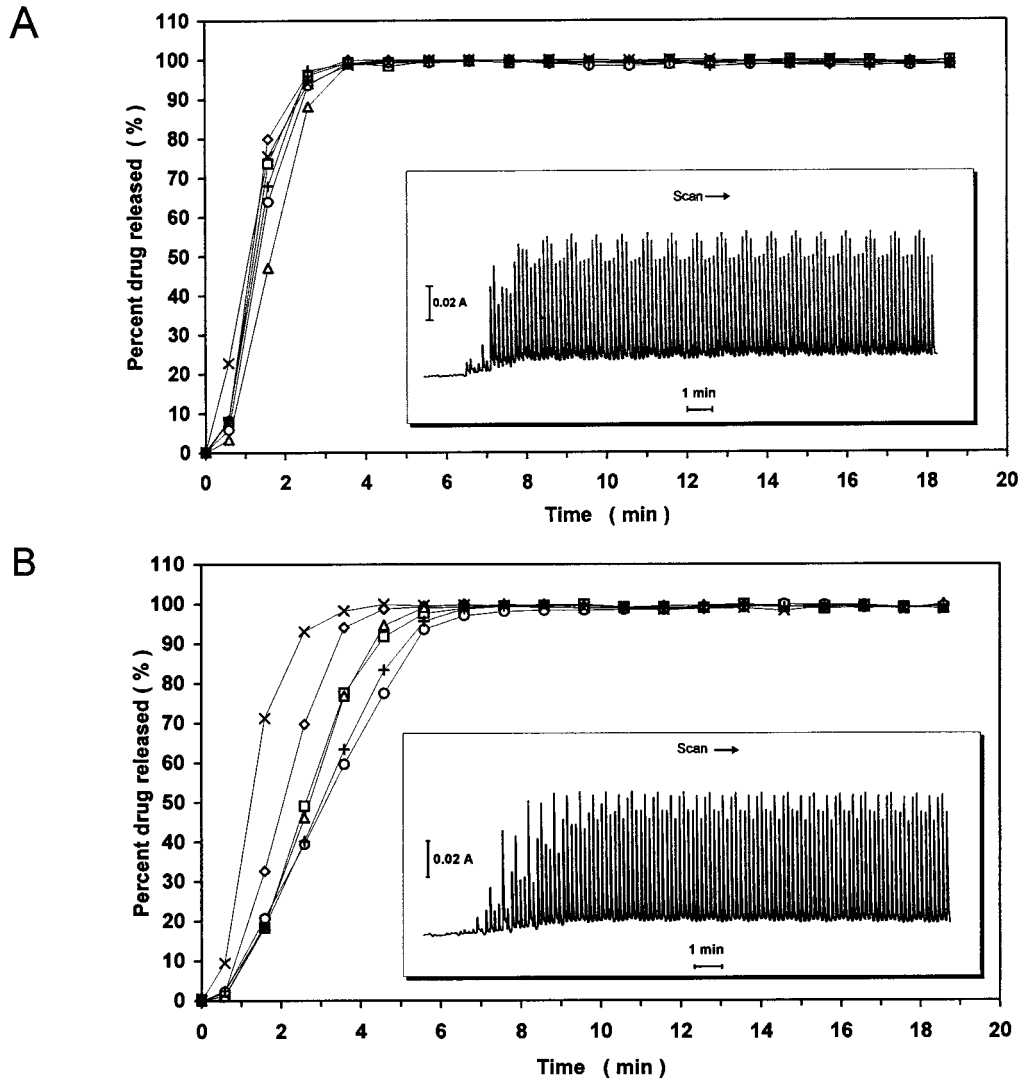 A
110
100
90
80
70
60
50
40
30
20
10
0
Percent drug released ( % )
Scan
0.02 A
1 min
0 2 4 6 8 10 12 14 16 18 20
Time ( min )
B
110
100
90
80
70
60
50
40
30
20
10
0
Percent drug released ( % )
Scan
0.02 A
1 min
0 2 4 6 8 10 12 14 16 18 20
Time ( min )